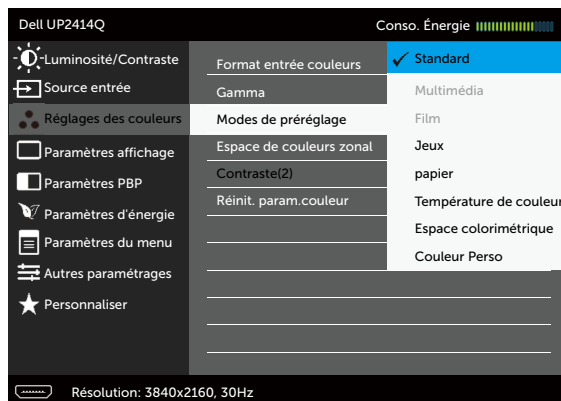 Dell UP2414Q
Conso. Énergie
Luminosité/Contraste
Source entrée
Réglages des couleurs
Paramètres affichage
Paramètres PBP
Paramètres d'énergie
Paramètres du menu
Autres paramétrages
Personnaliser
Format entrée couleurs
Gamma
Modes de préréglage
Espace de couleurs zonal
Contraste(2)
Réinit. param.couleur
Standard
Multimédia
Film
Jeux
papier
Température de couleur
Espace colorimétrique
Couleur Perso
Résolution: 3840x2160, 30Hz